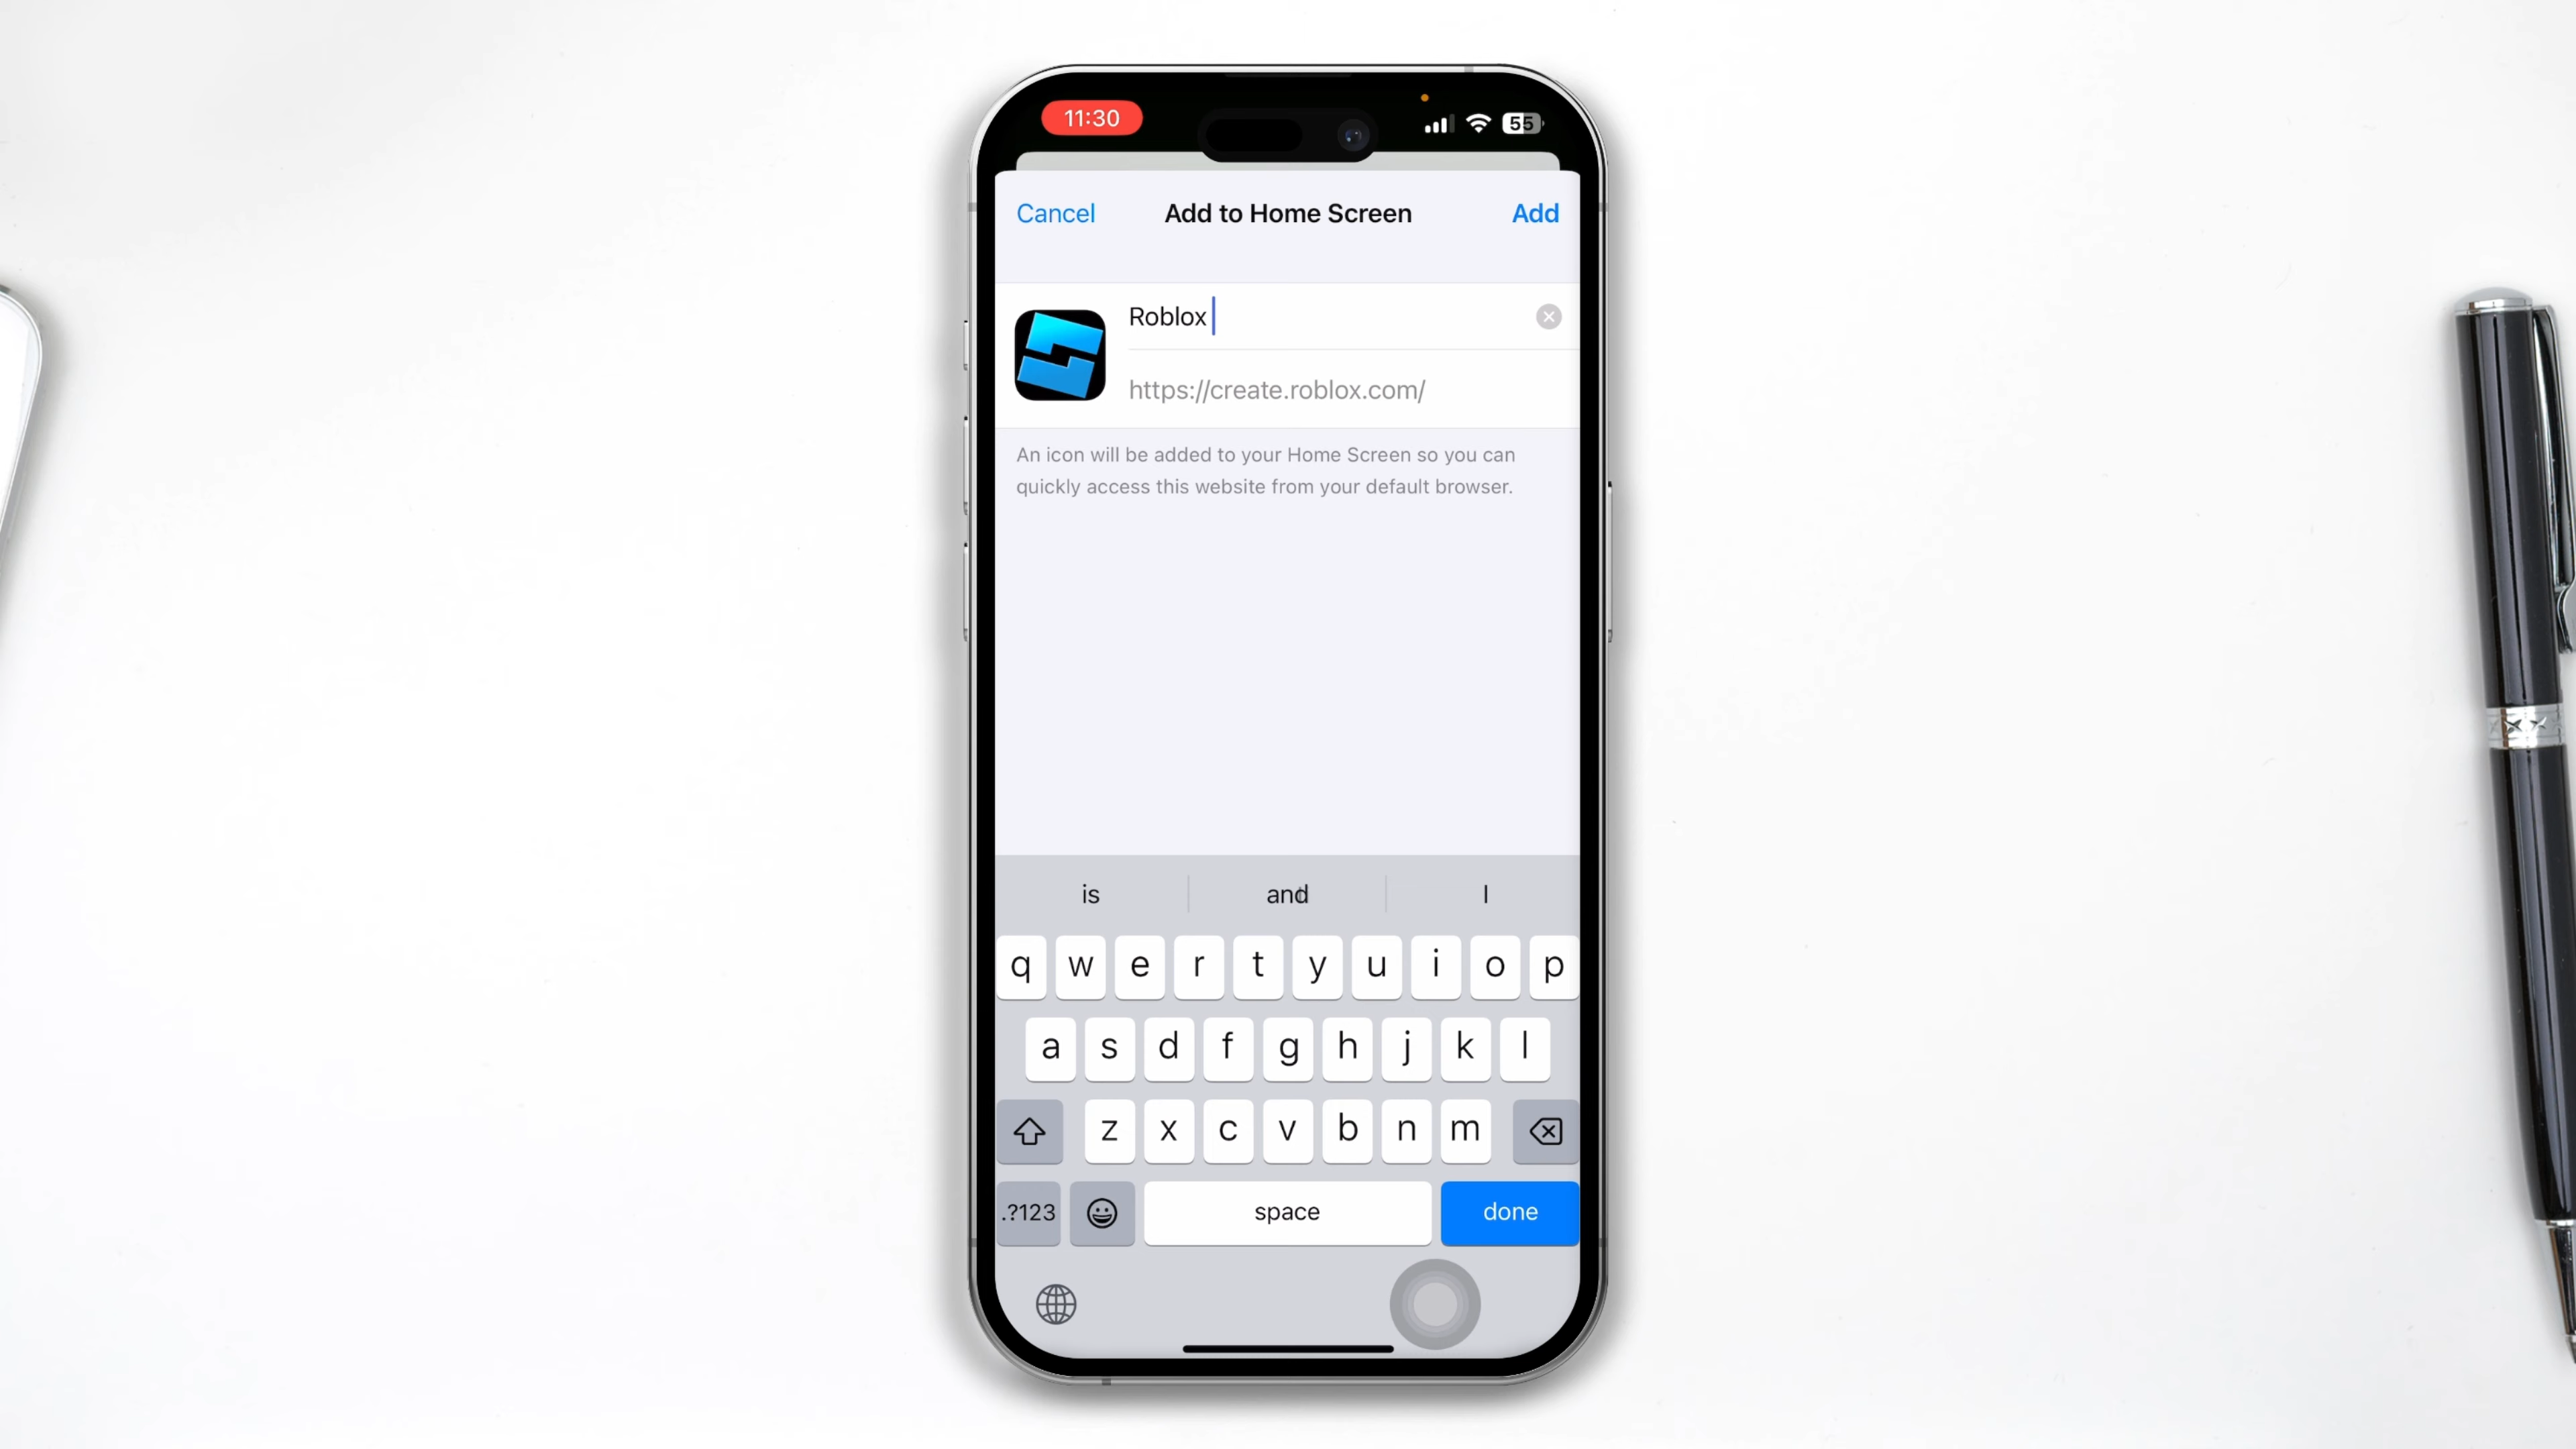 11:30
55
Cancel Add to Home Screen Add
Roblox
https://create.roblox.com/
An icon will be added to your Home Screen so you can
quickly access this website from your default browser.
is and I
q w e r t y u i o p
a s d f g h j k l
z x c v b n m
.?123 space done